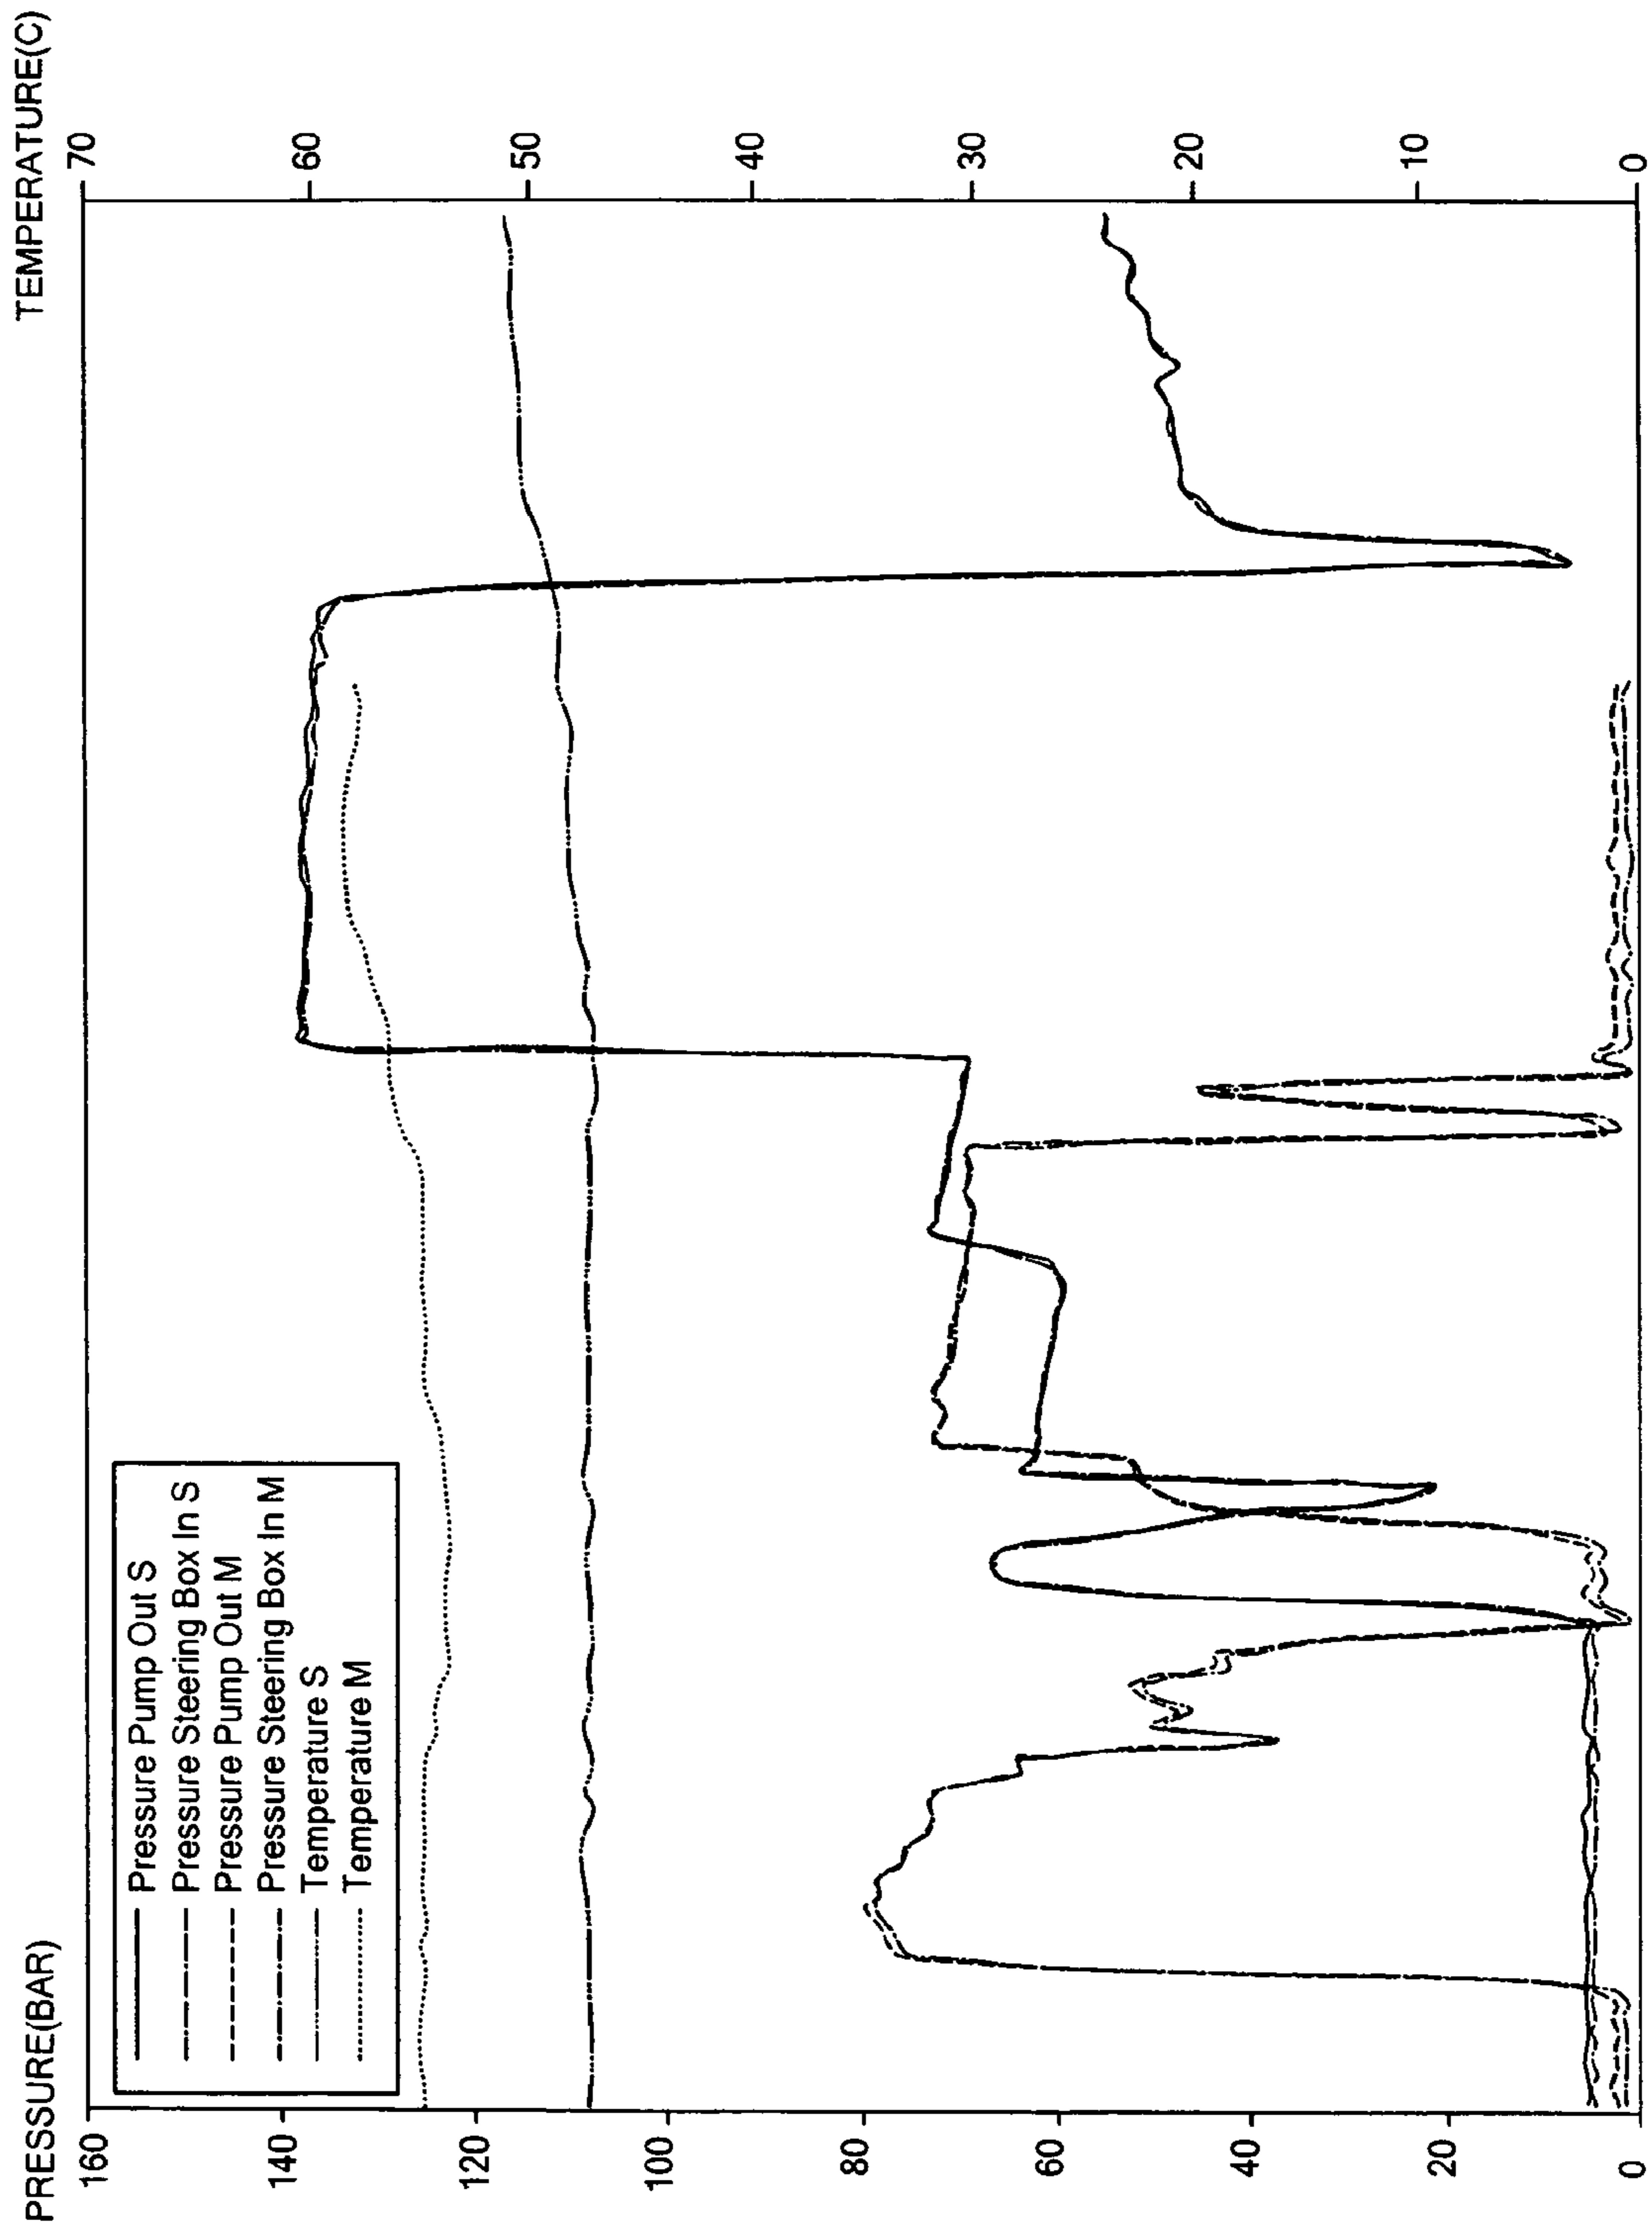 PRESSURE(BAR)
TEMPERATURE(C)
160
140
120
100
80
60
40
20
0
70
60
50
40
30
20
10
0
Pressure Pump Out S
Pressure Steering Box In S
Pressure Pump Out M
Pressure Steering Box In M
Temperature S
Temperature M